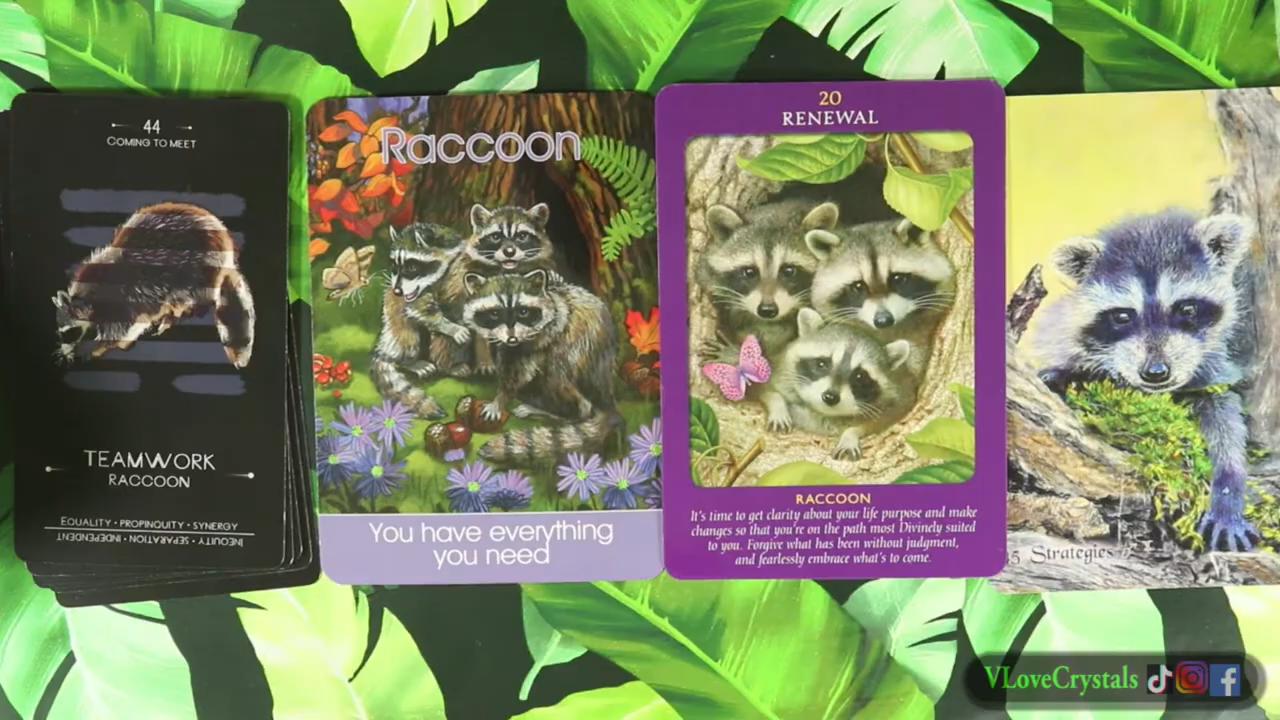 44
COMING TO MEET
TEAMWORK
RACCOON
EQUALITY • PROPINQUITY • SYNERGY
INEQUITY • SEPARATION • INDEPENDENT
Raccoon
You have everything
you need
20
RENEWAL
RACCOON
It's time to get clarity about your life purpose and make
changes so that you're on the path most Divinely suited
to you. Forgive what has been without judgment,
and fearlessly embrace what's to come.
5 Strategies
VLoveCrystals